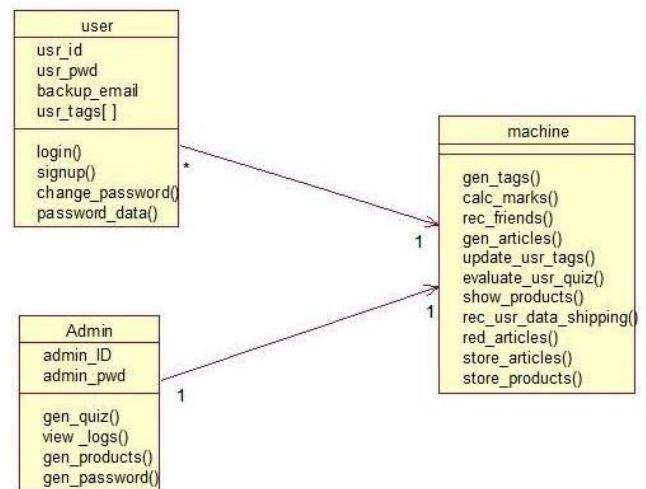 user
usr_id
usr_pwd
backup_email
usr_tags[ ]
login()
signup()
change_password()
password_data()
*
1
machine
gen_tags()
calc_marks()
rec_friends()
gen_articles()
update_usr_tags()
evaluate_usr_quiz()
show_products()
rec_usr_data_shipping()
red_articles()
store_articles()
store_products()
1
Admin
admin_ID
admin_pwd
1
gen_quiz()
view _logs()
gen_products()
gen_password()